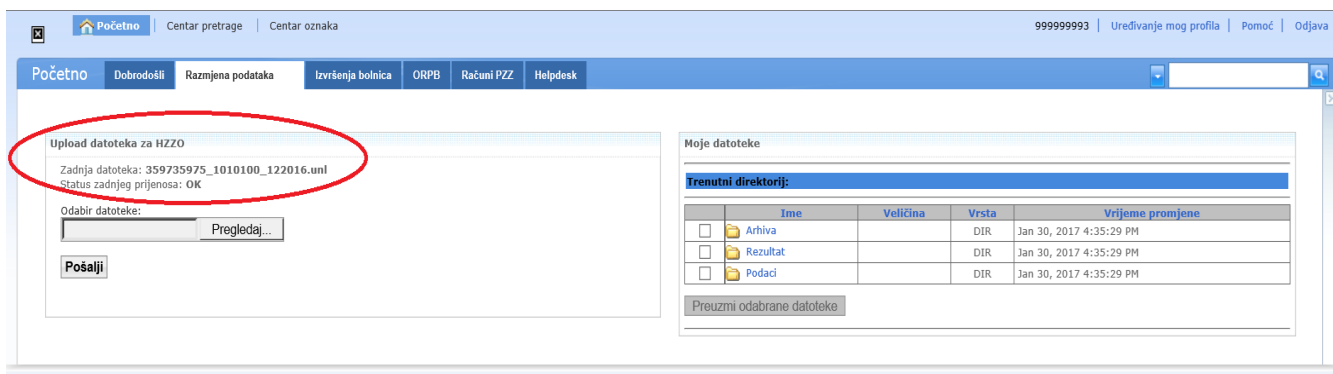 Početno Centar pretrage Centar oznaka 999999993 Uređivanje mog profila Pomoć Odjava
Početno Dobrodošli Razmjena podataka Izvršenja bolnica ORPB Računi PZZ Helpdesk
Upload datoteka za HZZO
Zadnja datoteka: 359735975_1010100_122016.unl
Status zadnjeg prijenosa: OK
Odabir datoteke:
Pregledaj...
Pošalji
Moje datoteke
Trenutni direktorij:
Ime Veličina Vrsta Vrijeme promjene
Arhiva DIR Jan 30, 2017 4:35:29 PM
Rezultat DIR Jan 30, 2017 4:35:29 PM
Podaci DIR Jan 30, 2017 4:35:29 PM
Preuzmi odabrane datoteke